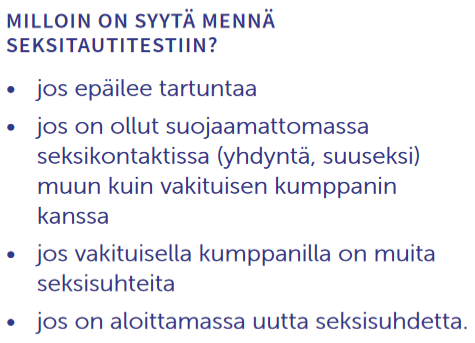 MILLOIN ON SYYTÄ MENNÄ
SEKSITAUTITESTIIN?
• jos epäilee tartuntaa
• jos on ollut suojaamattomassa
seksikontaktissa (yhdyntä, suuseksi)
muun kuin vakituisen kumppanin
kanssa
• jos vakituisella kumppanilla on muita
seksisuhteita
• jos on aloittamassa uutta seksisuhdetta.